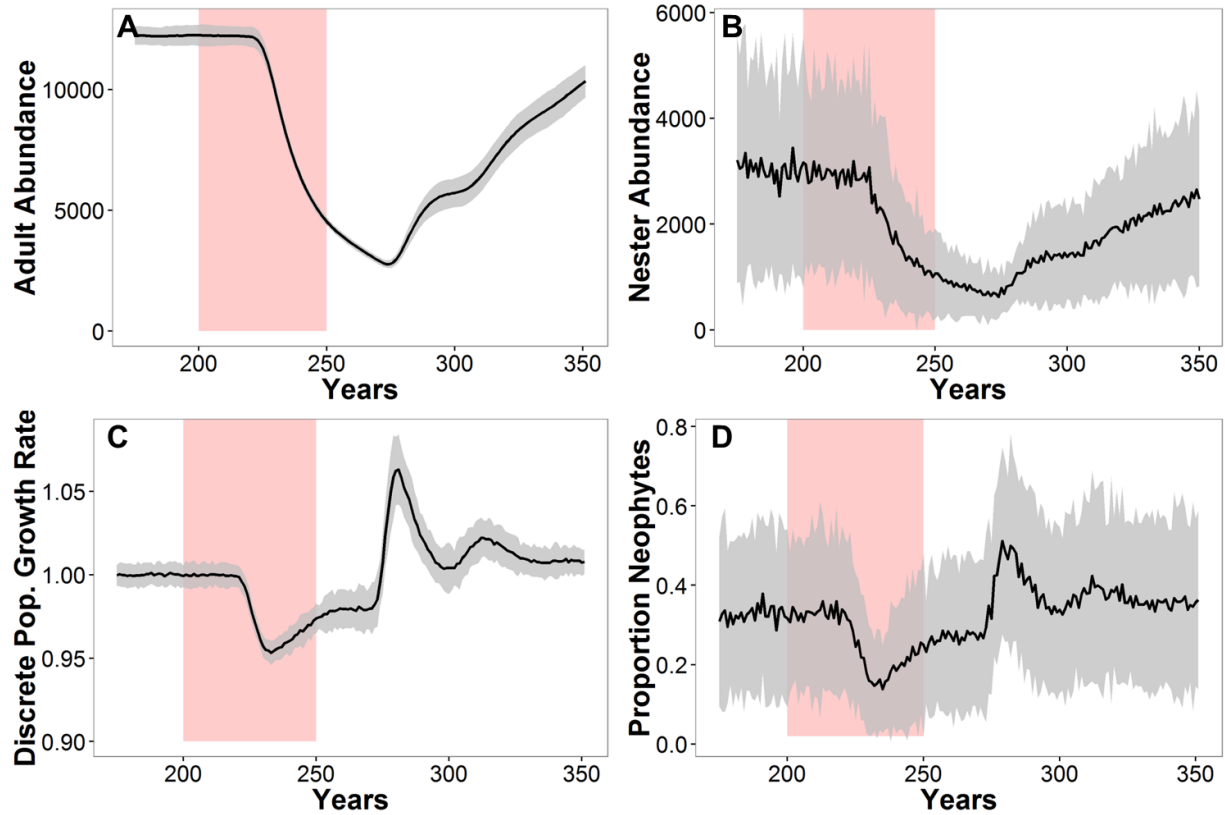 A
Adult Abundance
10000
5000
0
200
250
300
350
Years
B
Nester Abundance
6000
4000
2000
0
200
250
300
350
Years
C
Discrete Pop. Growth Rate
1.05
1.00
0.95
0.90
200
250
300
350
Years
D
Proportion Neophytes
0.8
0.6
0.4
0.2
0.0
200
250
300
350
Years